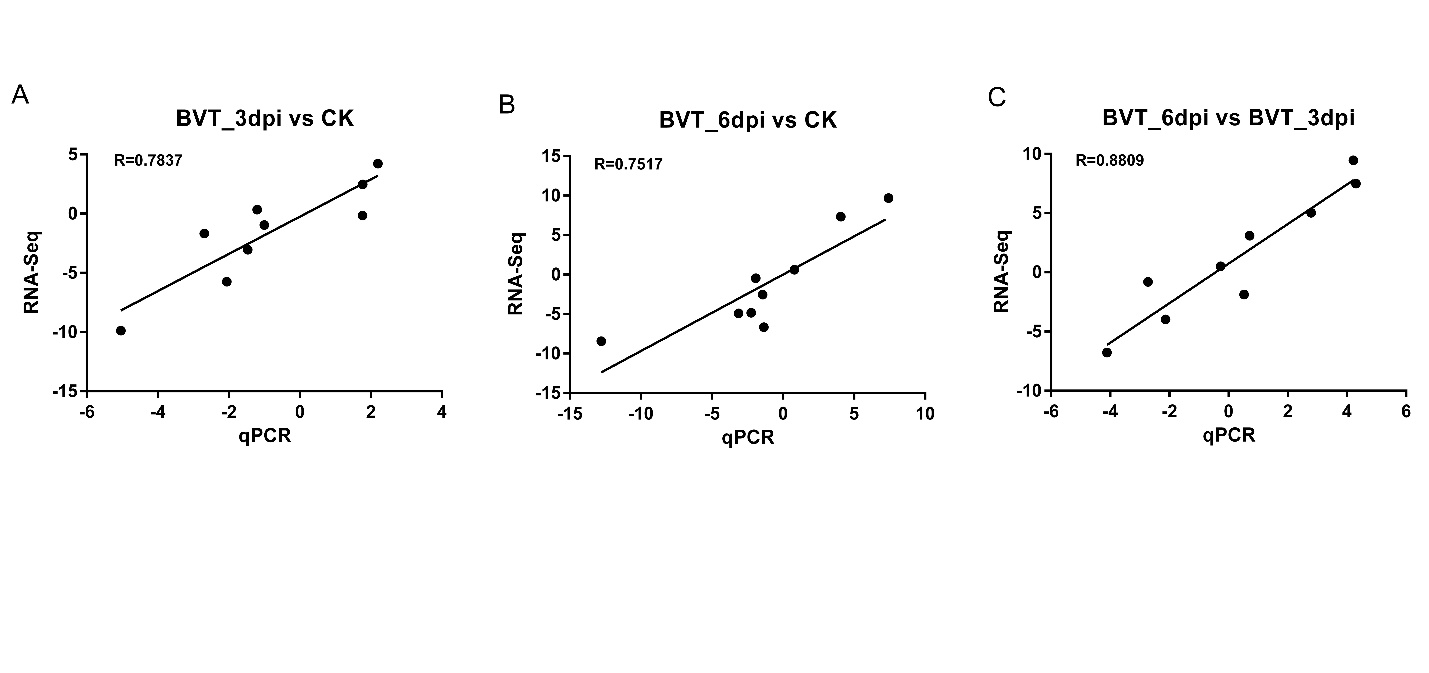 A
BVT_3dpi vs CK
R=0.7837
5
0
-5
-10
-15
RNA-Seq
-6 -4 -2 0 2 4
qPCR
B
BVT_6dpi vs CK
R=0.7517
15
10
5
0
-5
-10
-15
RNA-Seq
-15 -10 -5 0 5 10
qPCR
C
BVT_6dpi vs BVT_3dpi
R=0.8809
10
5
0
-5
-10
RNA-Seq
-6 -4 -2 0 2 4 6
qPCR